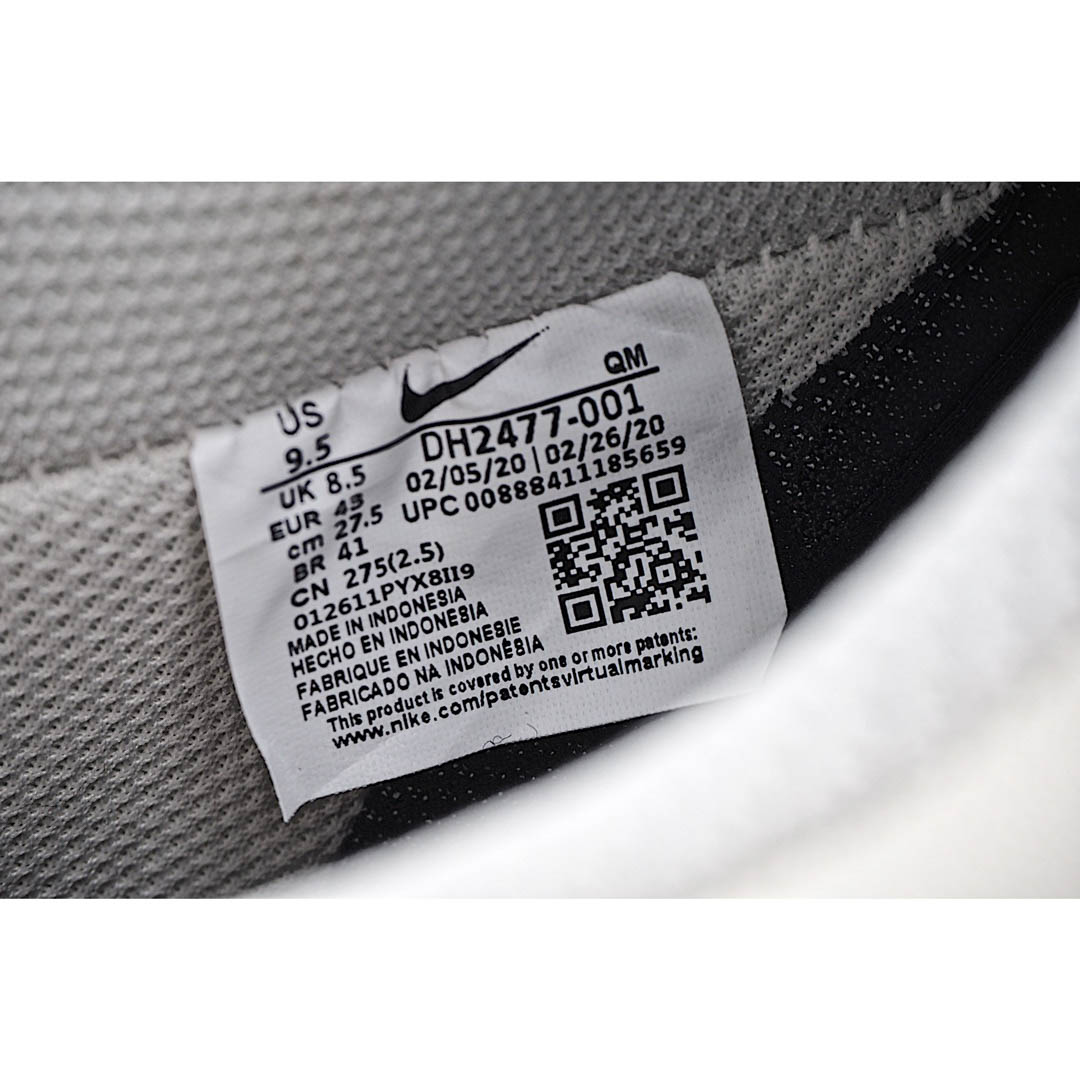 US
9.5
QM
UK 8.5
DH2477-001
EUR 43
02/05/20 | 02/26/20
cm 27.5
UPC 00888411185659
BR 41
CN 275(2.5)
012611PYX8II9
MADE IN INDONESIA
HECHO EN INDONESIA
FABRIQUE EN INDONESIE
FABRICADO NA INDONÉSIA
This product is covered by one or more patents:
www.nike.com/patentsvirtualmarking